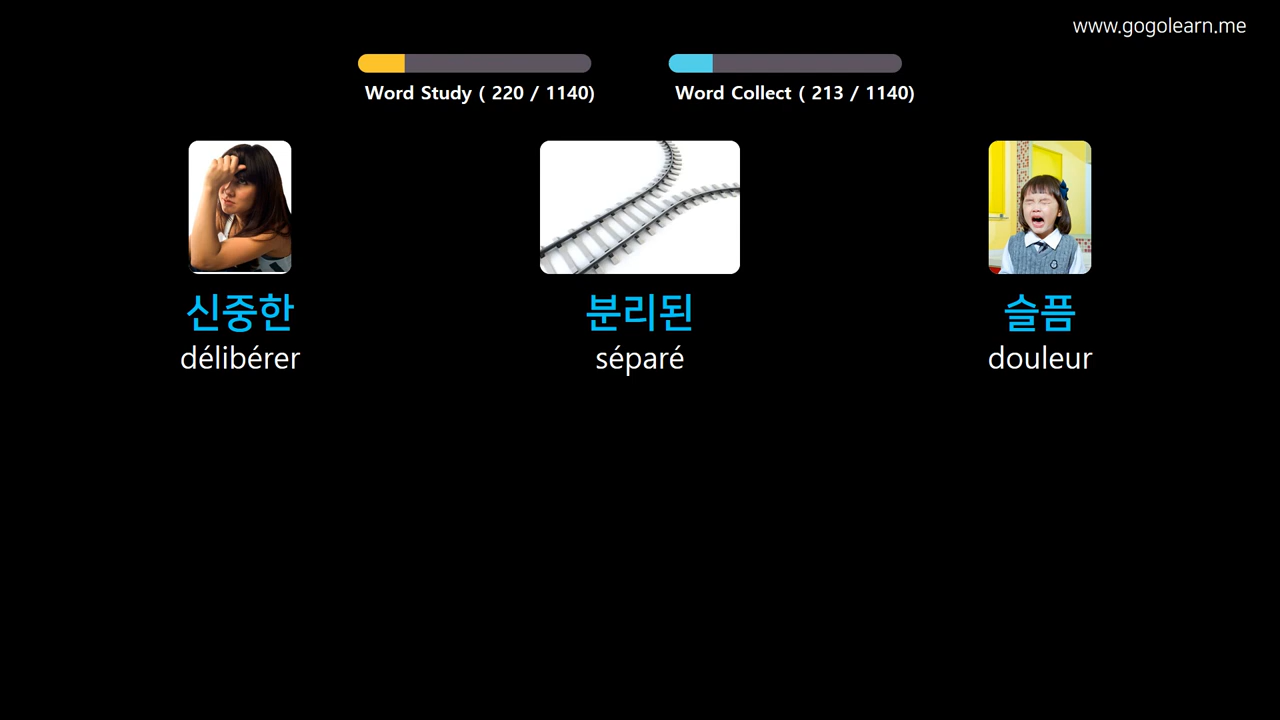 www.gogolearn.me
Word Study ( 220 / 1140)
Word Collect ( 213 / 1140)
신중한
délibérer
분리된
séparé
슬픔
douleur